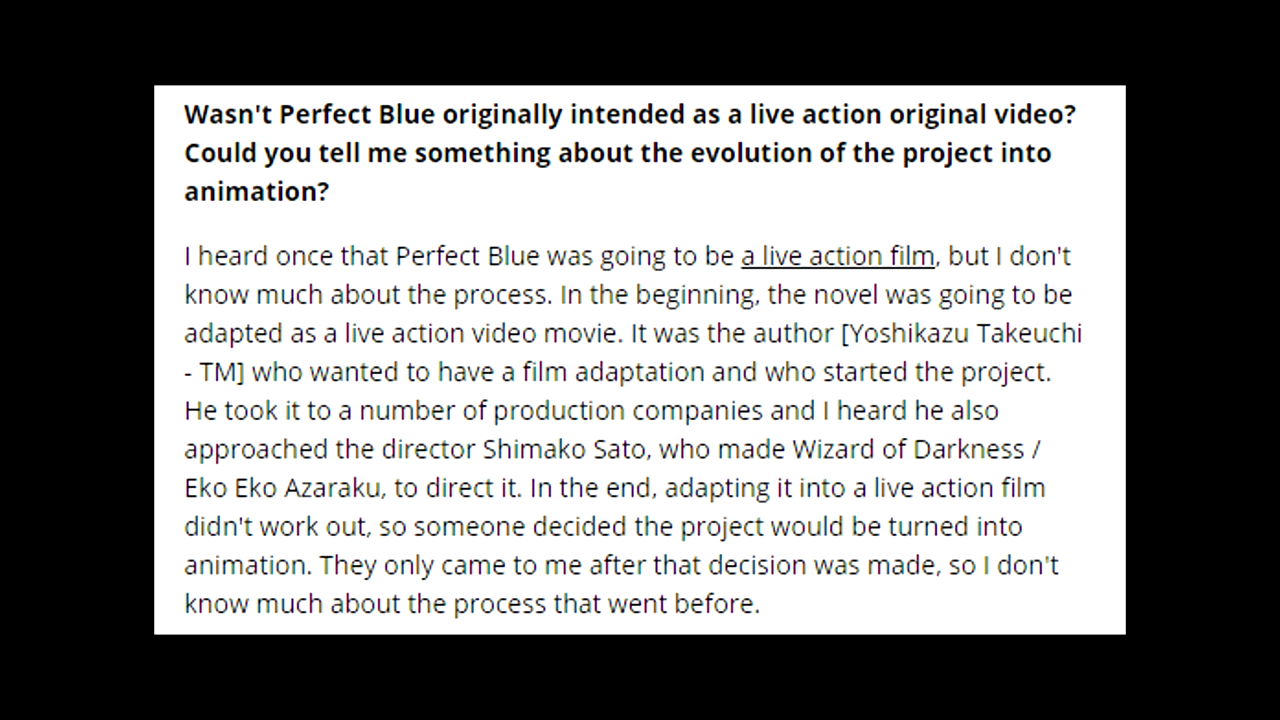 Wasn't Perfect Blue originally intended as a live action original video?
Could you tell me something about the evolution of the project into
animation?
I heard once that Perfect Blue was going to be a live action film, but I don't
know much about the process. In the beginning, the novel was going to be
adapted as a live action video movie. It was the author [Yoshikazu Takeuchi
- TM] who wanted to have a film adaptation and who started the project.
He took it to a number of production companies and I heard he also
approached the director Shimako Sato, who made Wizard of Darkness /
Eko Eko Azaraku, to direct it. In the end, adapting it into a live action film
didn't work out, so someone decided the project would be turned into
animation. They only came to me after that decision was made, so I don't
know much about the process that went before.